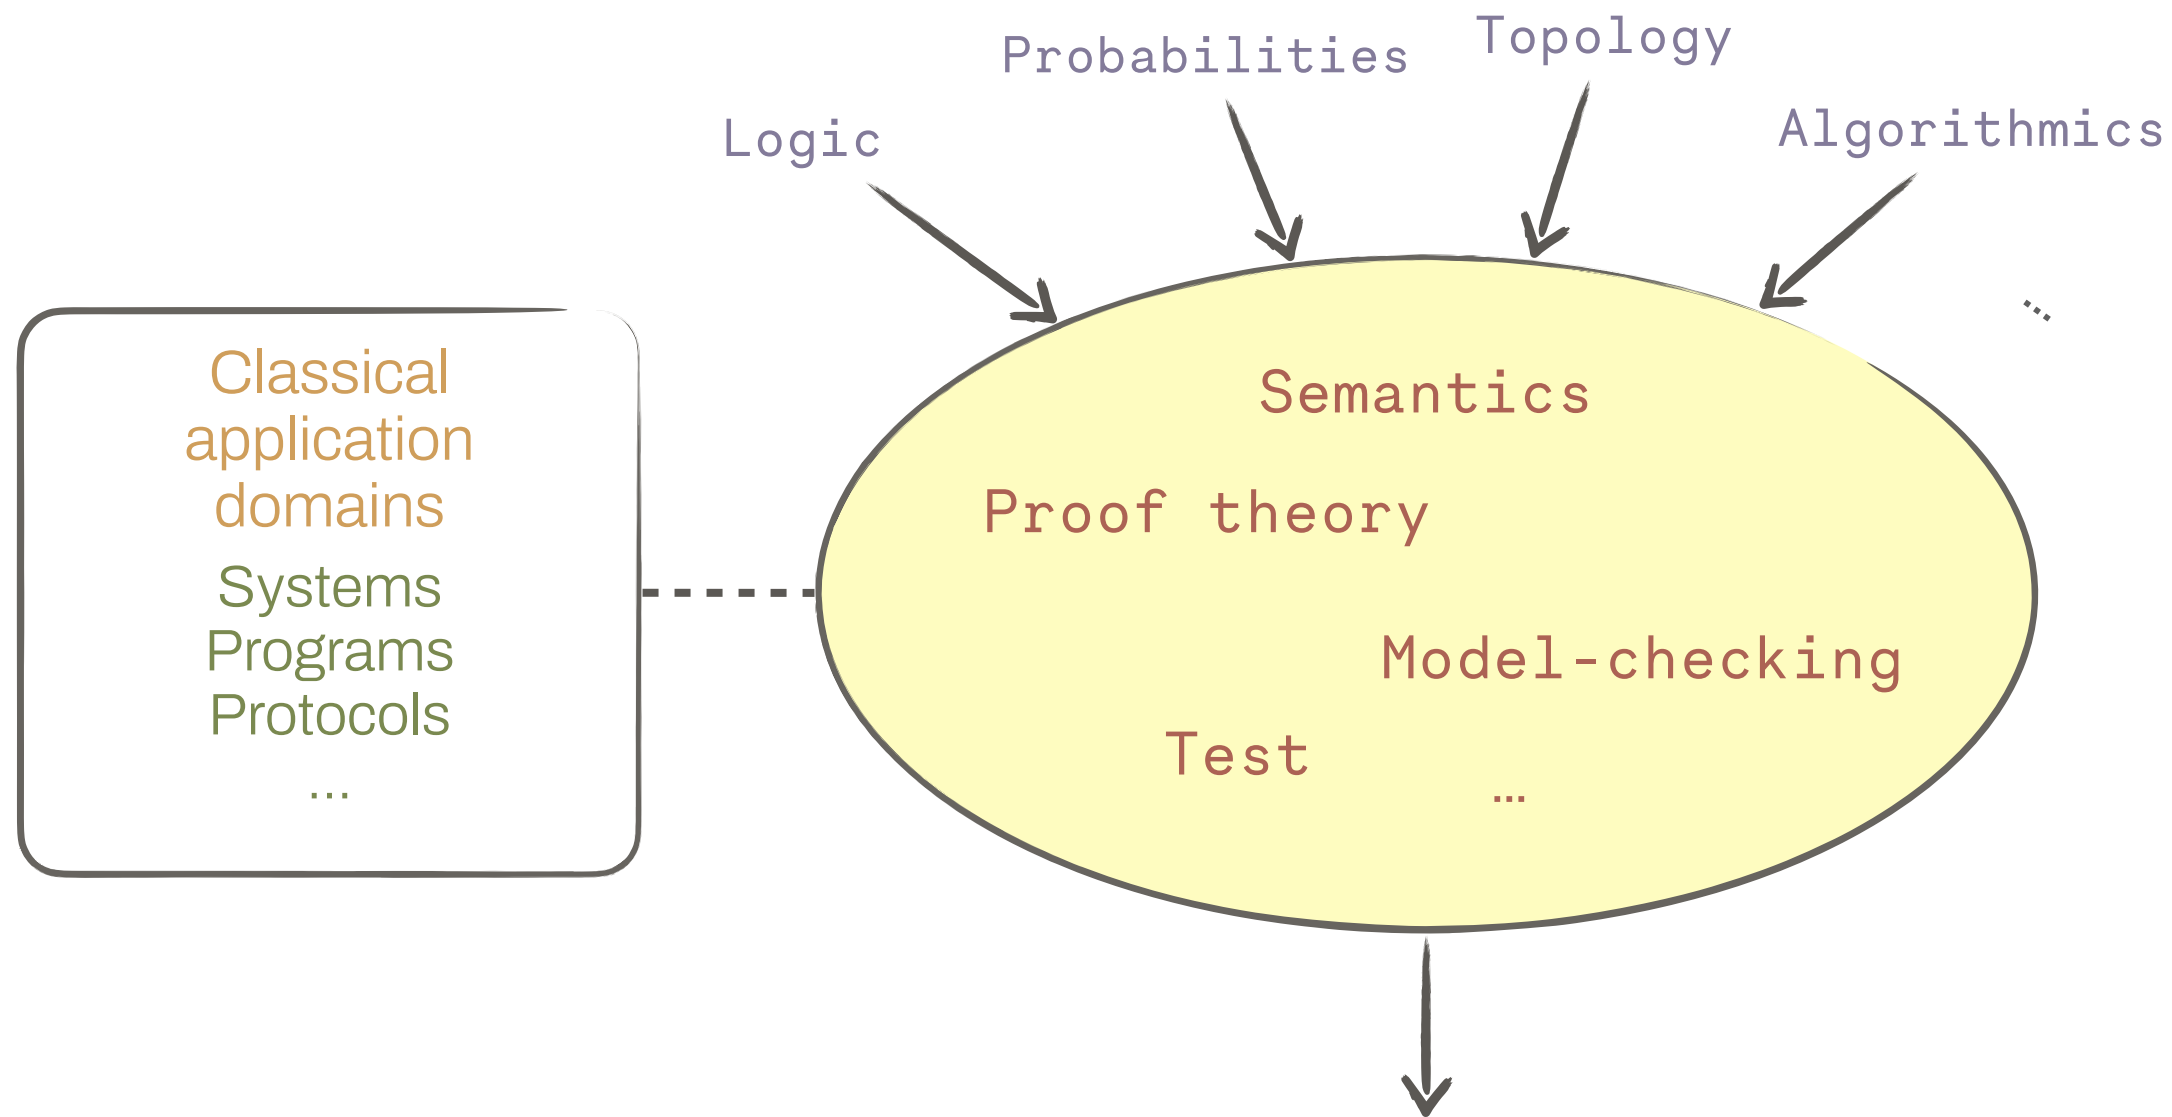 Logic
Probabilities
Topology
Algorithmics
...
Classical
application
domains
Systems
Programs
Protocols
...
Semantics
Proof theory
Model-checking
Test
...